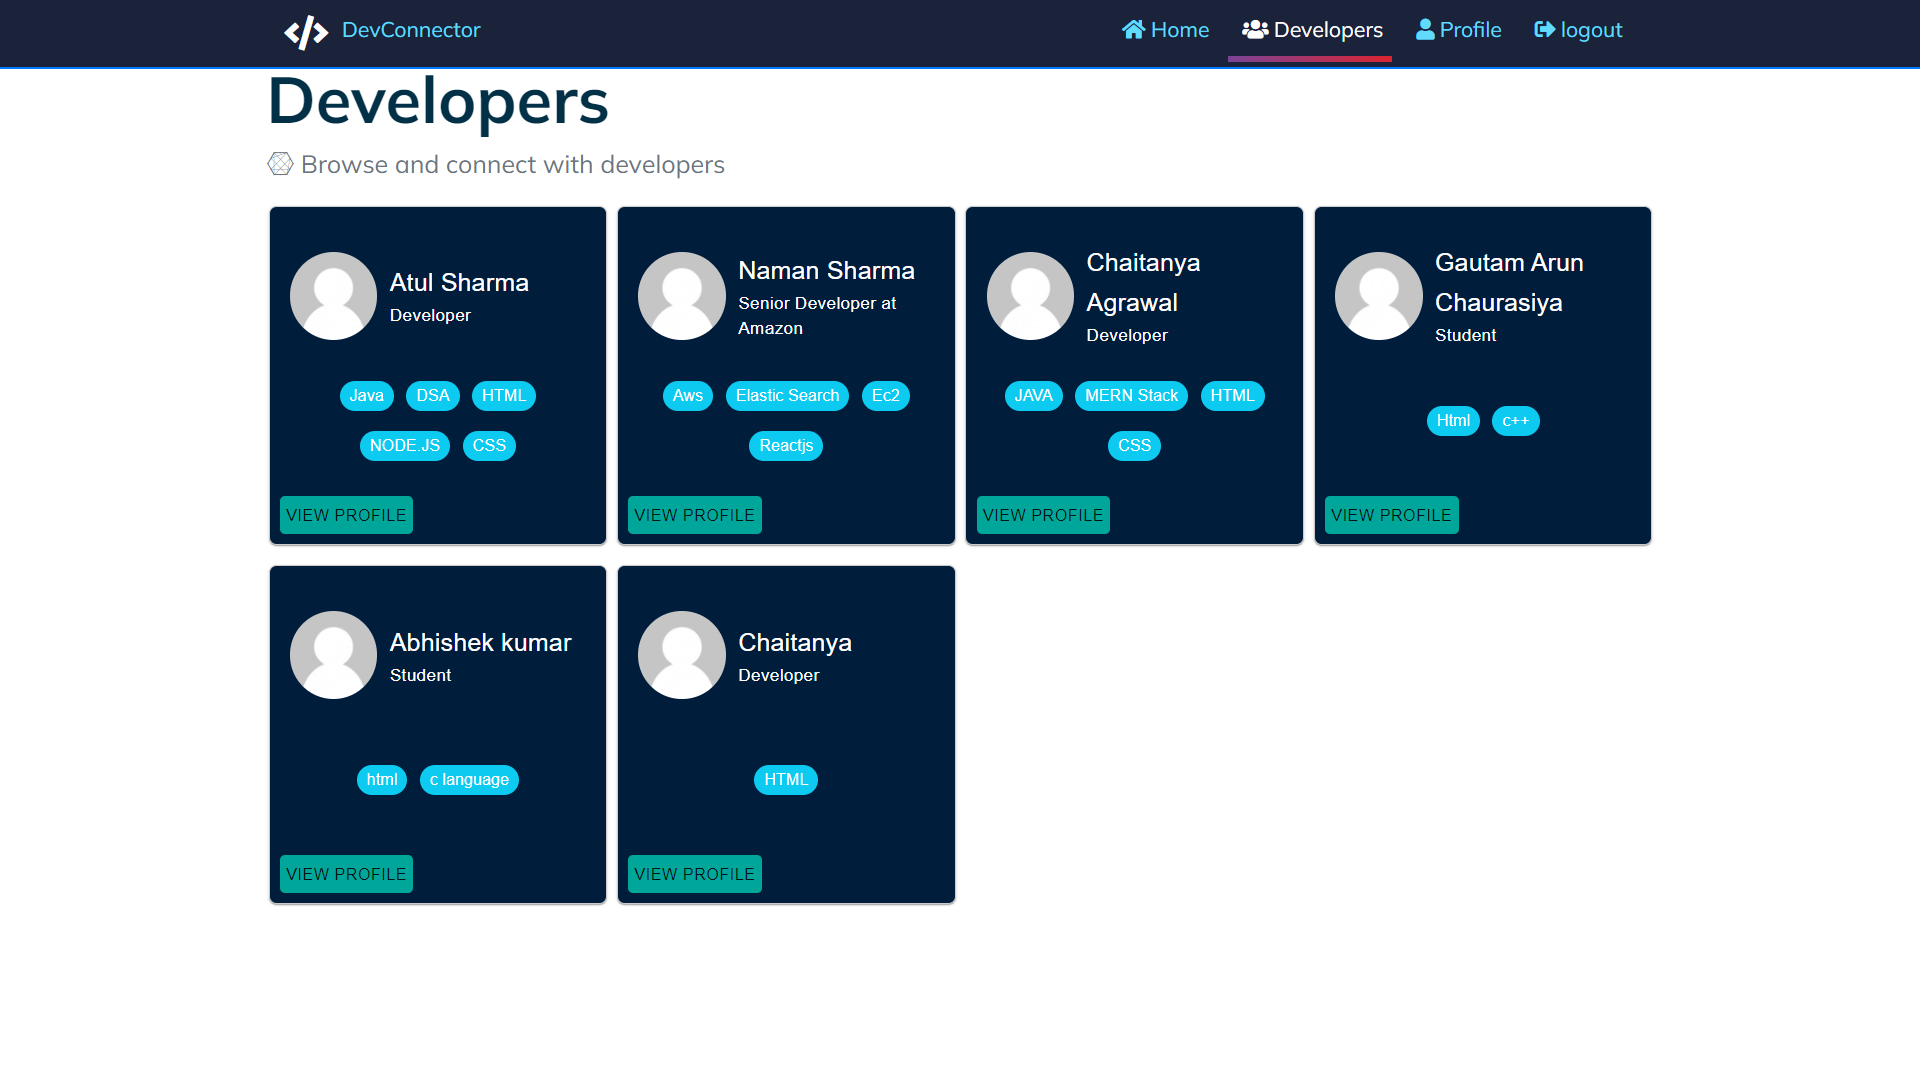 DevConnector
Home Developers Profile logout
Developers
Browse and connect with developers
Atul Sharma
Developer
Java DSA HTML
NODE.JS CSS
VIEW PROFILE
Naman Sharma
Senior Developer at
Amazon
Aws Elastic Search Ec2
Reactjs
VIEW PROFILE
Chaitanya
Agrawal
Developer
JAVA MERN Stack HTML
CSS
VIEW PROFILE
Gautam Arun
Chaurasiya
Student
Html c++
VIEW PROFILE
Abhishek kumar
Student
html c language
VIEW PROFILE
Chaitanya
Developer
HTML
VIEW PROFILE